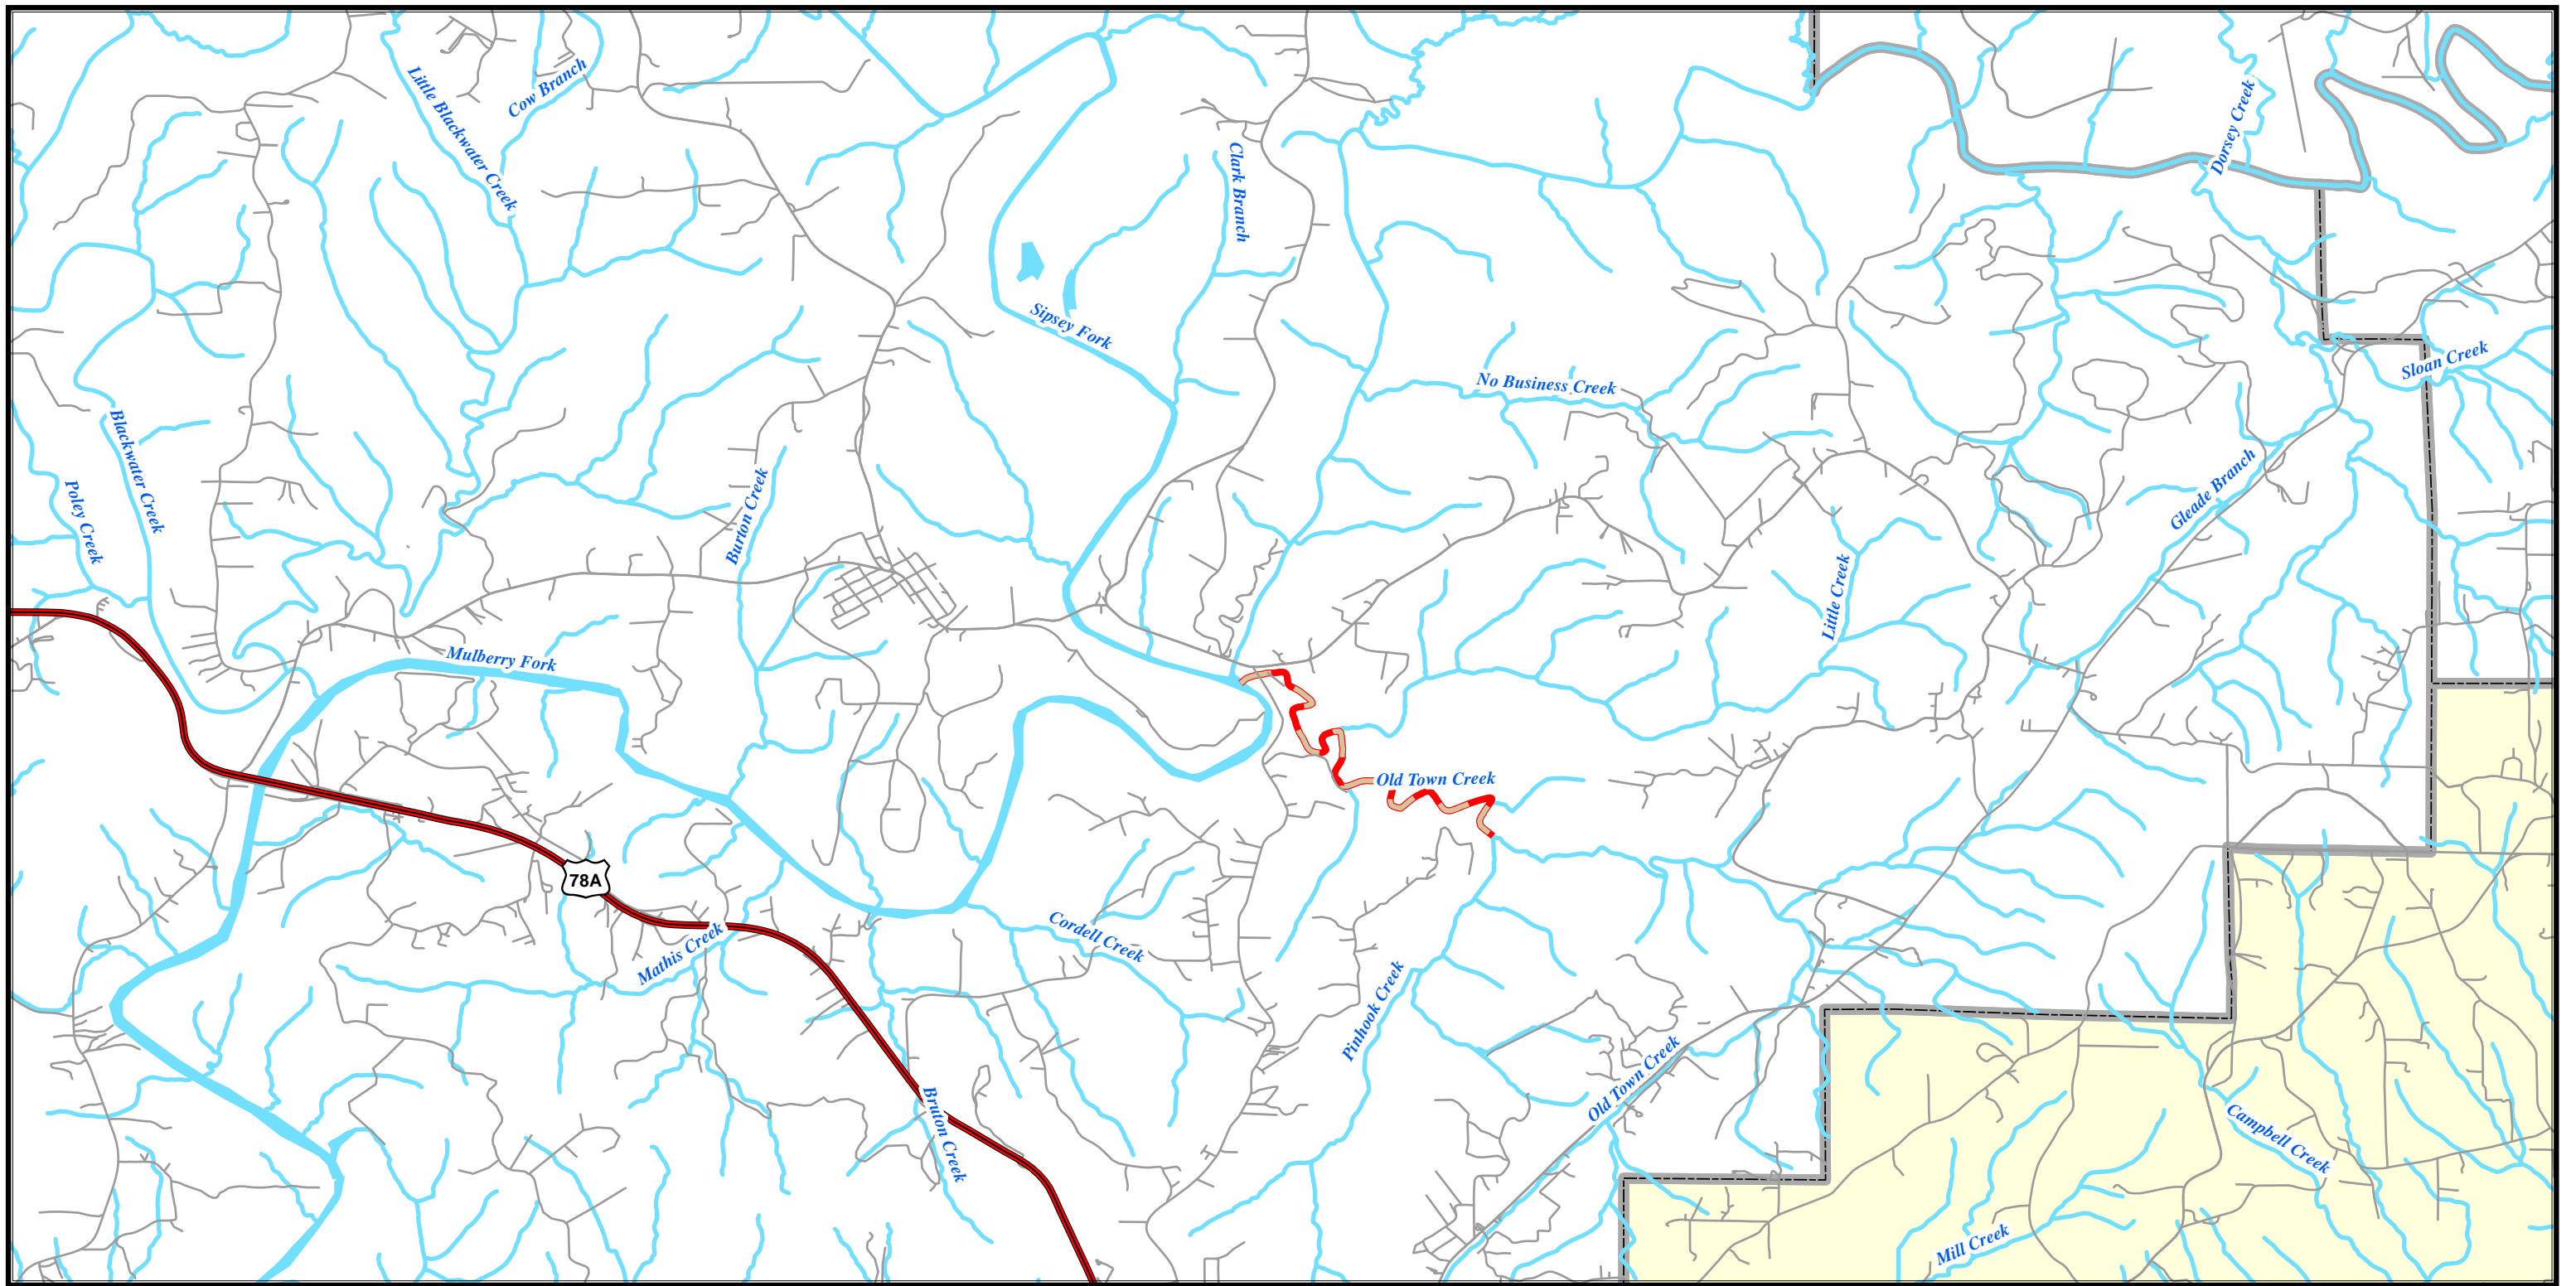 Little Blackwater Creek
Cow Branch
Clark Branch
Dorsey Creek
Sipsey Fork
Sloan Creek
No Business Creek
Blackwater Creek
Poley Creek
Burton Creek
Gleade Branch
Little Creek
Mulberry Fork
Old Town Creek
78A
Mathis Creek
Cordell Creek
Pinhook Creek
Old Town Creek
Bruton Creek
Campbell Creek
Mill Creek